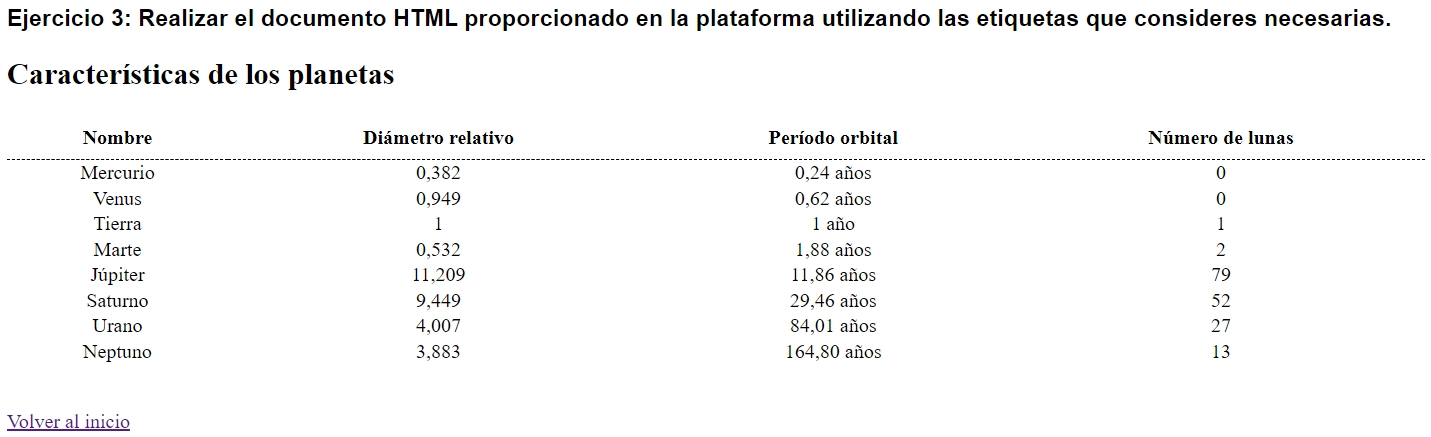 Ejercicio 3: Realizar el documento HTML proporcionado en la plataforma utilizando las etiquetas que consideres necesarias.
Características de los planetas
Nombre Diámetro relativo Período orbital Número de lunas
Mercurio 0,382 0,24 años 0
Venus 0,949 0,62 años 0
Tierra 1 1 año 1
Marte 0,532 1,88 años 2
Júpiter 11,209 11,86 años 79
Saturno 9,449 29,46 años 52
Urano 4,007 84,01 años 27
Neptuno 3,883 164,80 años 13
Volver al inicio